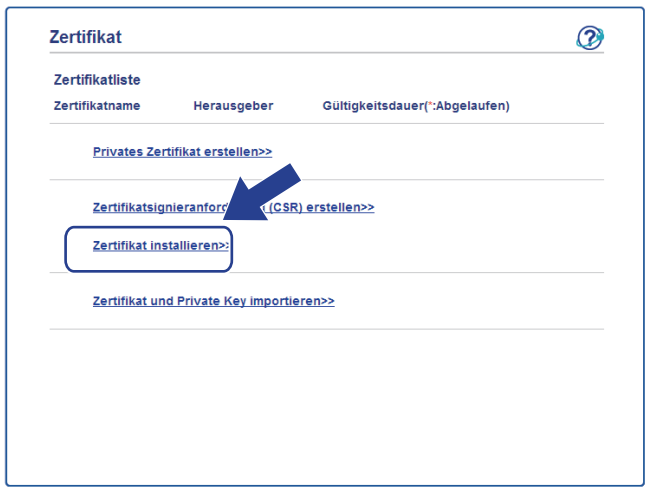 Zertifikat
?
Zertifikatliste
Zertifikatname Herausgeber Gültigkeitsdauer(*:Abgelaufen)
Privates Zertifikat erstellen>>
(CSR) erstellen>>
Zertifikat installieren>>
Zertifikat und Private Key importieren>>